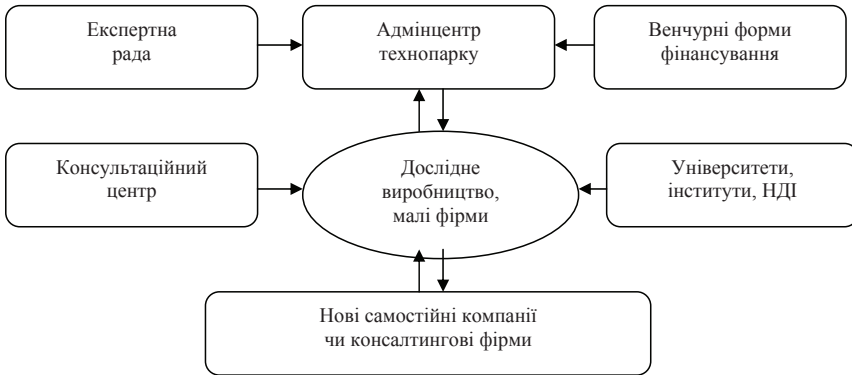 Експертна
рада
Адмінцентр
технопарку
Венчурні форми
фінансування
Консультаційний
центр
Дослідне
виробництво,
малі фірми
Університети,
інститути, НДІ
Нові самостійні компанії
чи консалтингові фірми